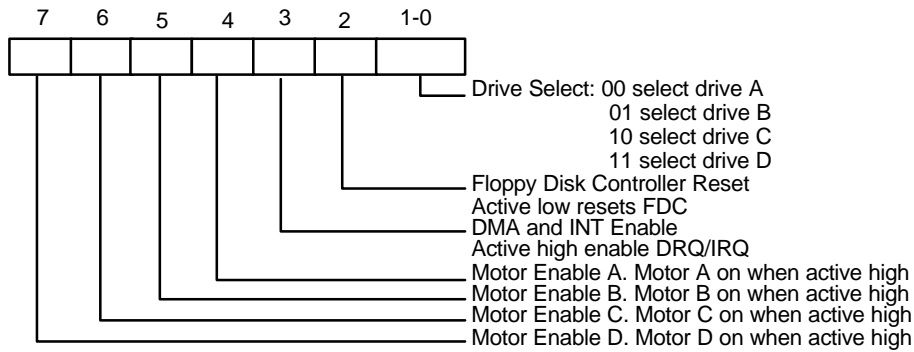 7 6 5 4 3 2 1-0
Drive Select: 00 select drive A
01 select drive B
10 select drive C
11 select drive D
Floppy Disk Controller Reset
Active low resets FDC
DMA and INT Enable
Active high enable DRQ/IRQ
Motor Enable A. Motor A on when active high
Motor Enable B. Motor B on when active high
Motor Enable C. Motor C on when active high
Motor Enable D. Motor D on when active high